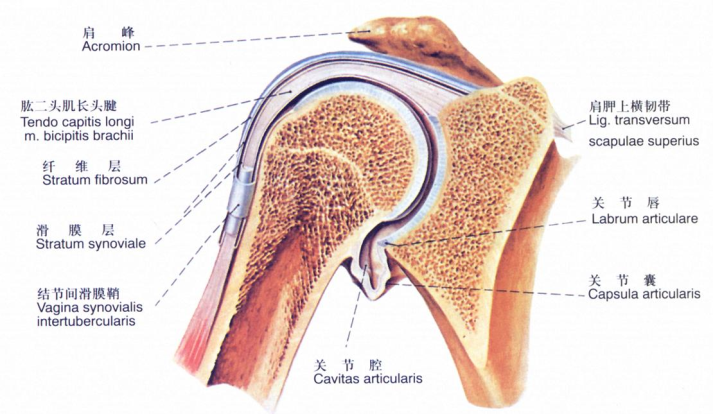 肩 峰
Acromion
肱二头肌长头腱
Tendo capitis longi
m. bicipitis brachii
纤 维 层
Stratum fibrosum
滑 膜 层
Stratum synoviale
结节间滑膜鞘
Vagina synovialis
intertubercularis
关 节 腔
Cavitas articularis
肩胛上横韧带
Lig. transversum
scapulae superius
关 节 唇
Labrum articulare
关 节 囊
Capsula articularis